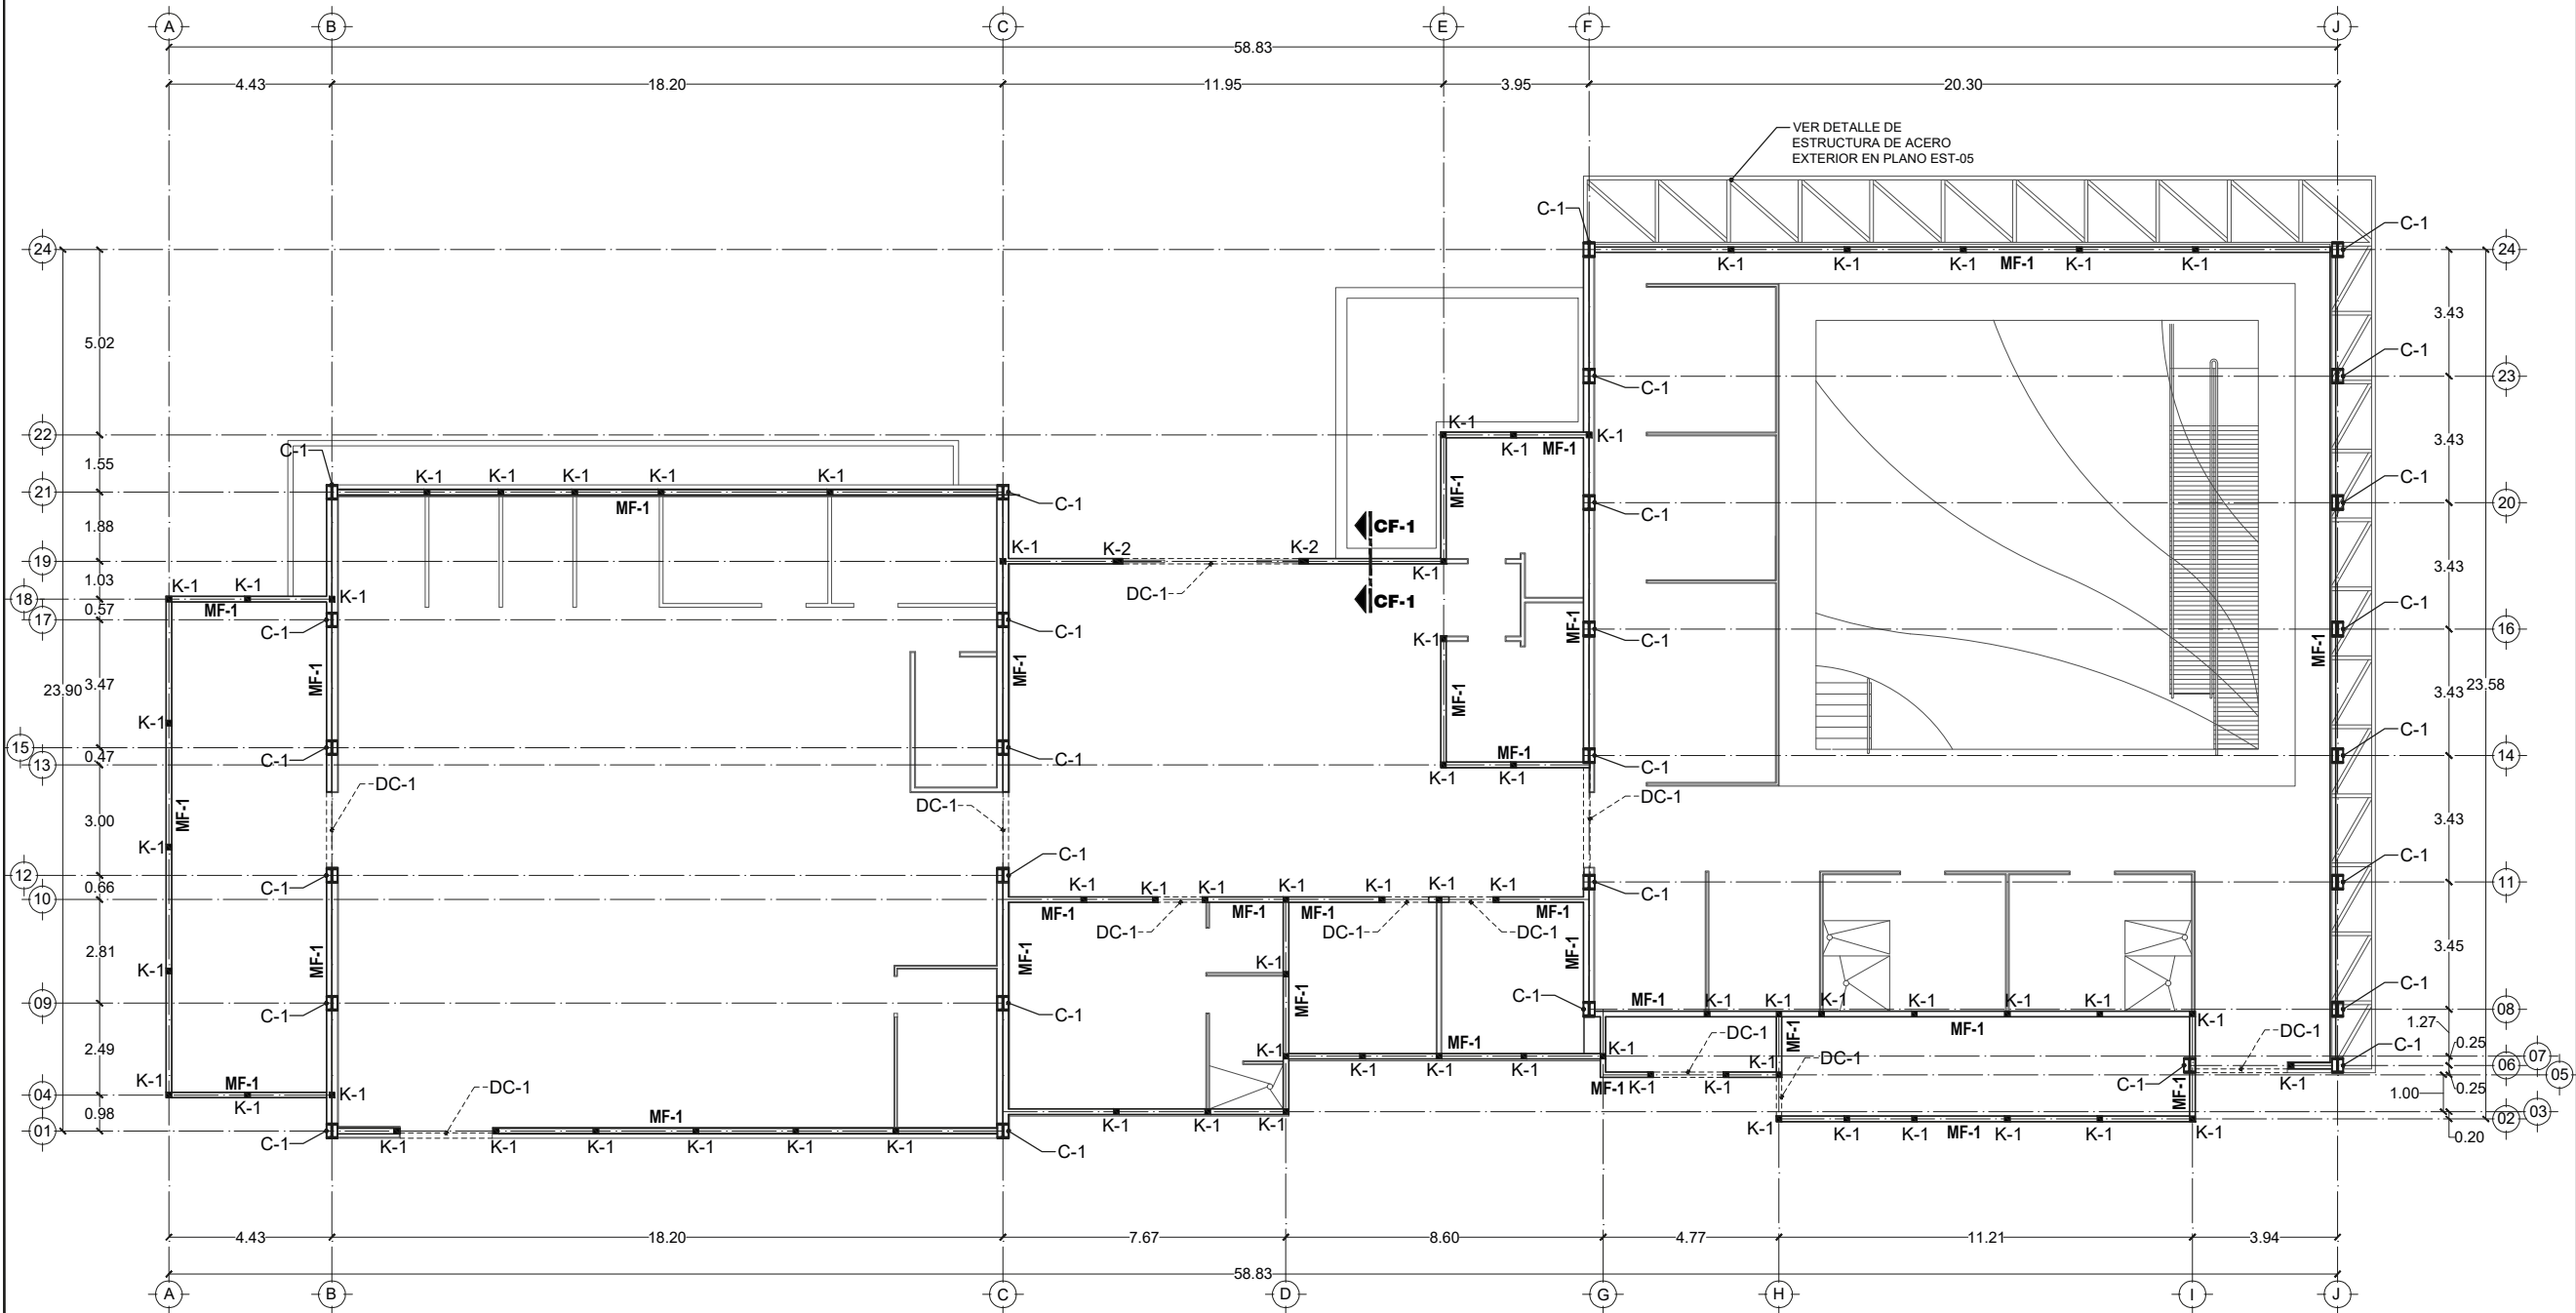 A B C E F J
58.83
4.43 18.20 11.95 3.95 20.30
VER DETALLE DE
ESTRUCTURA DE ACERO
EXTERIOR EN PLANO EST-05
C-1
C-1
24 24
K-1 K-1 K-1 MF-1 K-1 K-1
3.43
5.02
C-1
23
C-1
K-1
22
K-1
K-1 MF-1
3.43
C-1
1.55
K-1 K-1 K-1 K-1 K-1
C-1
MF-1
21
C-1
20
MF-1
C-1
1.88
CF-1
K-1 K-2 K-2
19
K-1
3.43
1.03
K-1 K-1
DC-1
CF-1
18
MF-1
K-1
C-1
0.57
17
C-1
C-1
MF-1
16
K-1
C-1
MF-1
MF-1
MF-1
3.47
23.90
MF-1
3.43
23.58
K-1
C-1
15
C-1
C-1
MF-1
14
0.47
13
C-1
K-1 K-1
DC-1
DC-1
DC-1
MF-1
3.00
3.43
K-1
C-1
C-1
12
C-1
0.66
K-1 K-1 K-1 K-1 K-1 K-1 K-1
C-1
11
10
MF-1 MF-1 MF-1 MF-1
DC-1 DC-1 DC-1
2.81
MF-1
MF-1
MF-1
3.45
K-1
K-1
C-1
09
C-1
C-1
MF-1
MF-1 K-1 K-1 K-1 K-1 K-1 K-1 K-1
C-1
08
2.49
MF-1
MF-1
DC-1
1.27
K-1
MF-1
K-1
DC-1
DC-1
C-1
0.25
07
K-1 K-1 K-1
K-1
C-1
06
K-1
MF-1
DC-1
MF-1 K-1 K-1
MF-1
K-1
0.25
05
04
K-1
K-1
1.00
0.98
MF-1
K-1 K-1 K-1
K-1 K-1 K-1 MF-1 K-1 K-1 K-1
02
03
01
C-1 K-1 K-1 K-1 K-1 K-1 K-1 C-1
0.20
4.43 18.20 7.67 8.60 4.77 11.21 3.94
58.83
A B C D G H I J